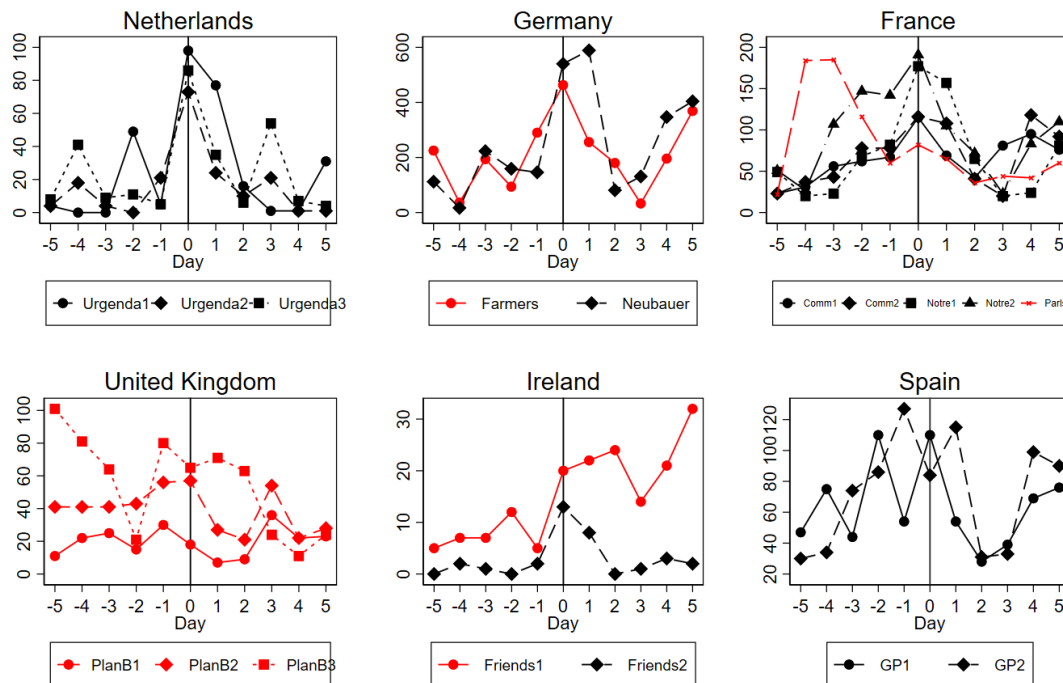 Netherlands
100
80
60
40
20
0
-5 -4 -3 -2 -1 0 1 2 3 4 5
Day
Urgenda1 Urgenda2 Urgenda3
Germany
600
400
200
0
-5 -4 -3 -2 -1 0 1 2 3 4 5
Day
Farmers Neubauer
France
200
150
100
50
0
-5 -4 -3 -2 -1 0 1 2 3 4 5
Day
Comm1 Comm2 Notre1 Notre2 Paris
United Kingdom
100
80
60
40
20
0
-5 -4 -3 -2 -1 0 1 2 3 4 5
Day
PlanB1 PlanB2 PlanB3
Ireland
30
20
10
0
-5 -4 -3 -2 -1 0 1 2 3 4 5
Day
Friends1 Friends2
Spain
120
100
80
60
40
20
-5 -4 -3 -2 -1 0 1 2 3 4 5
Day
GP1 GP2